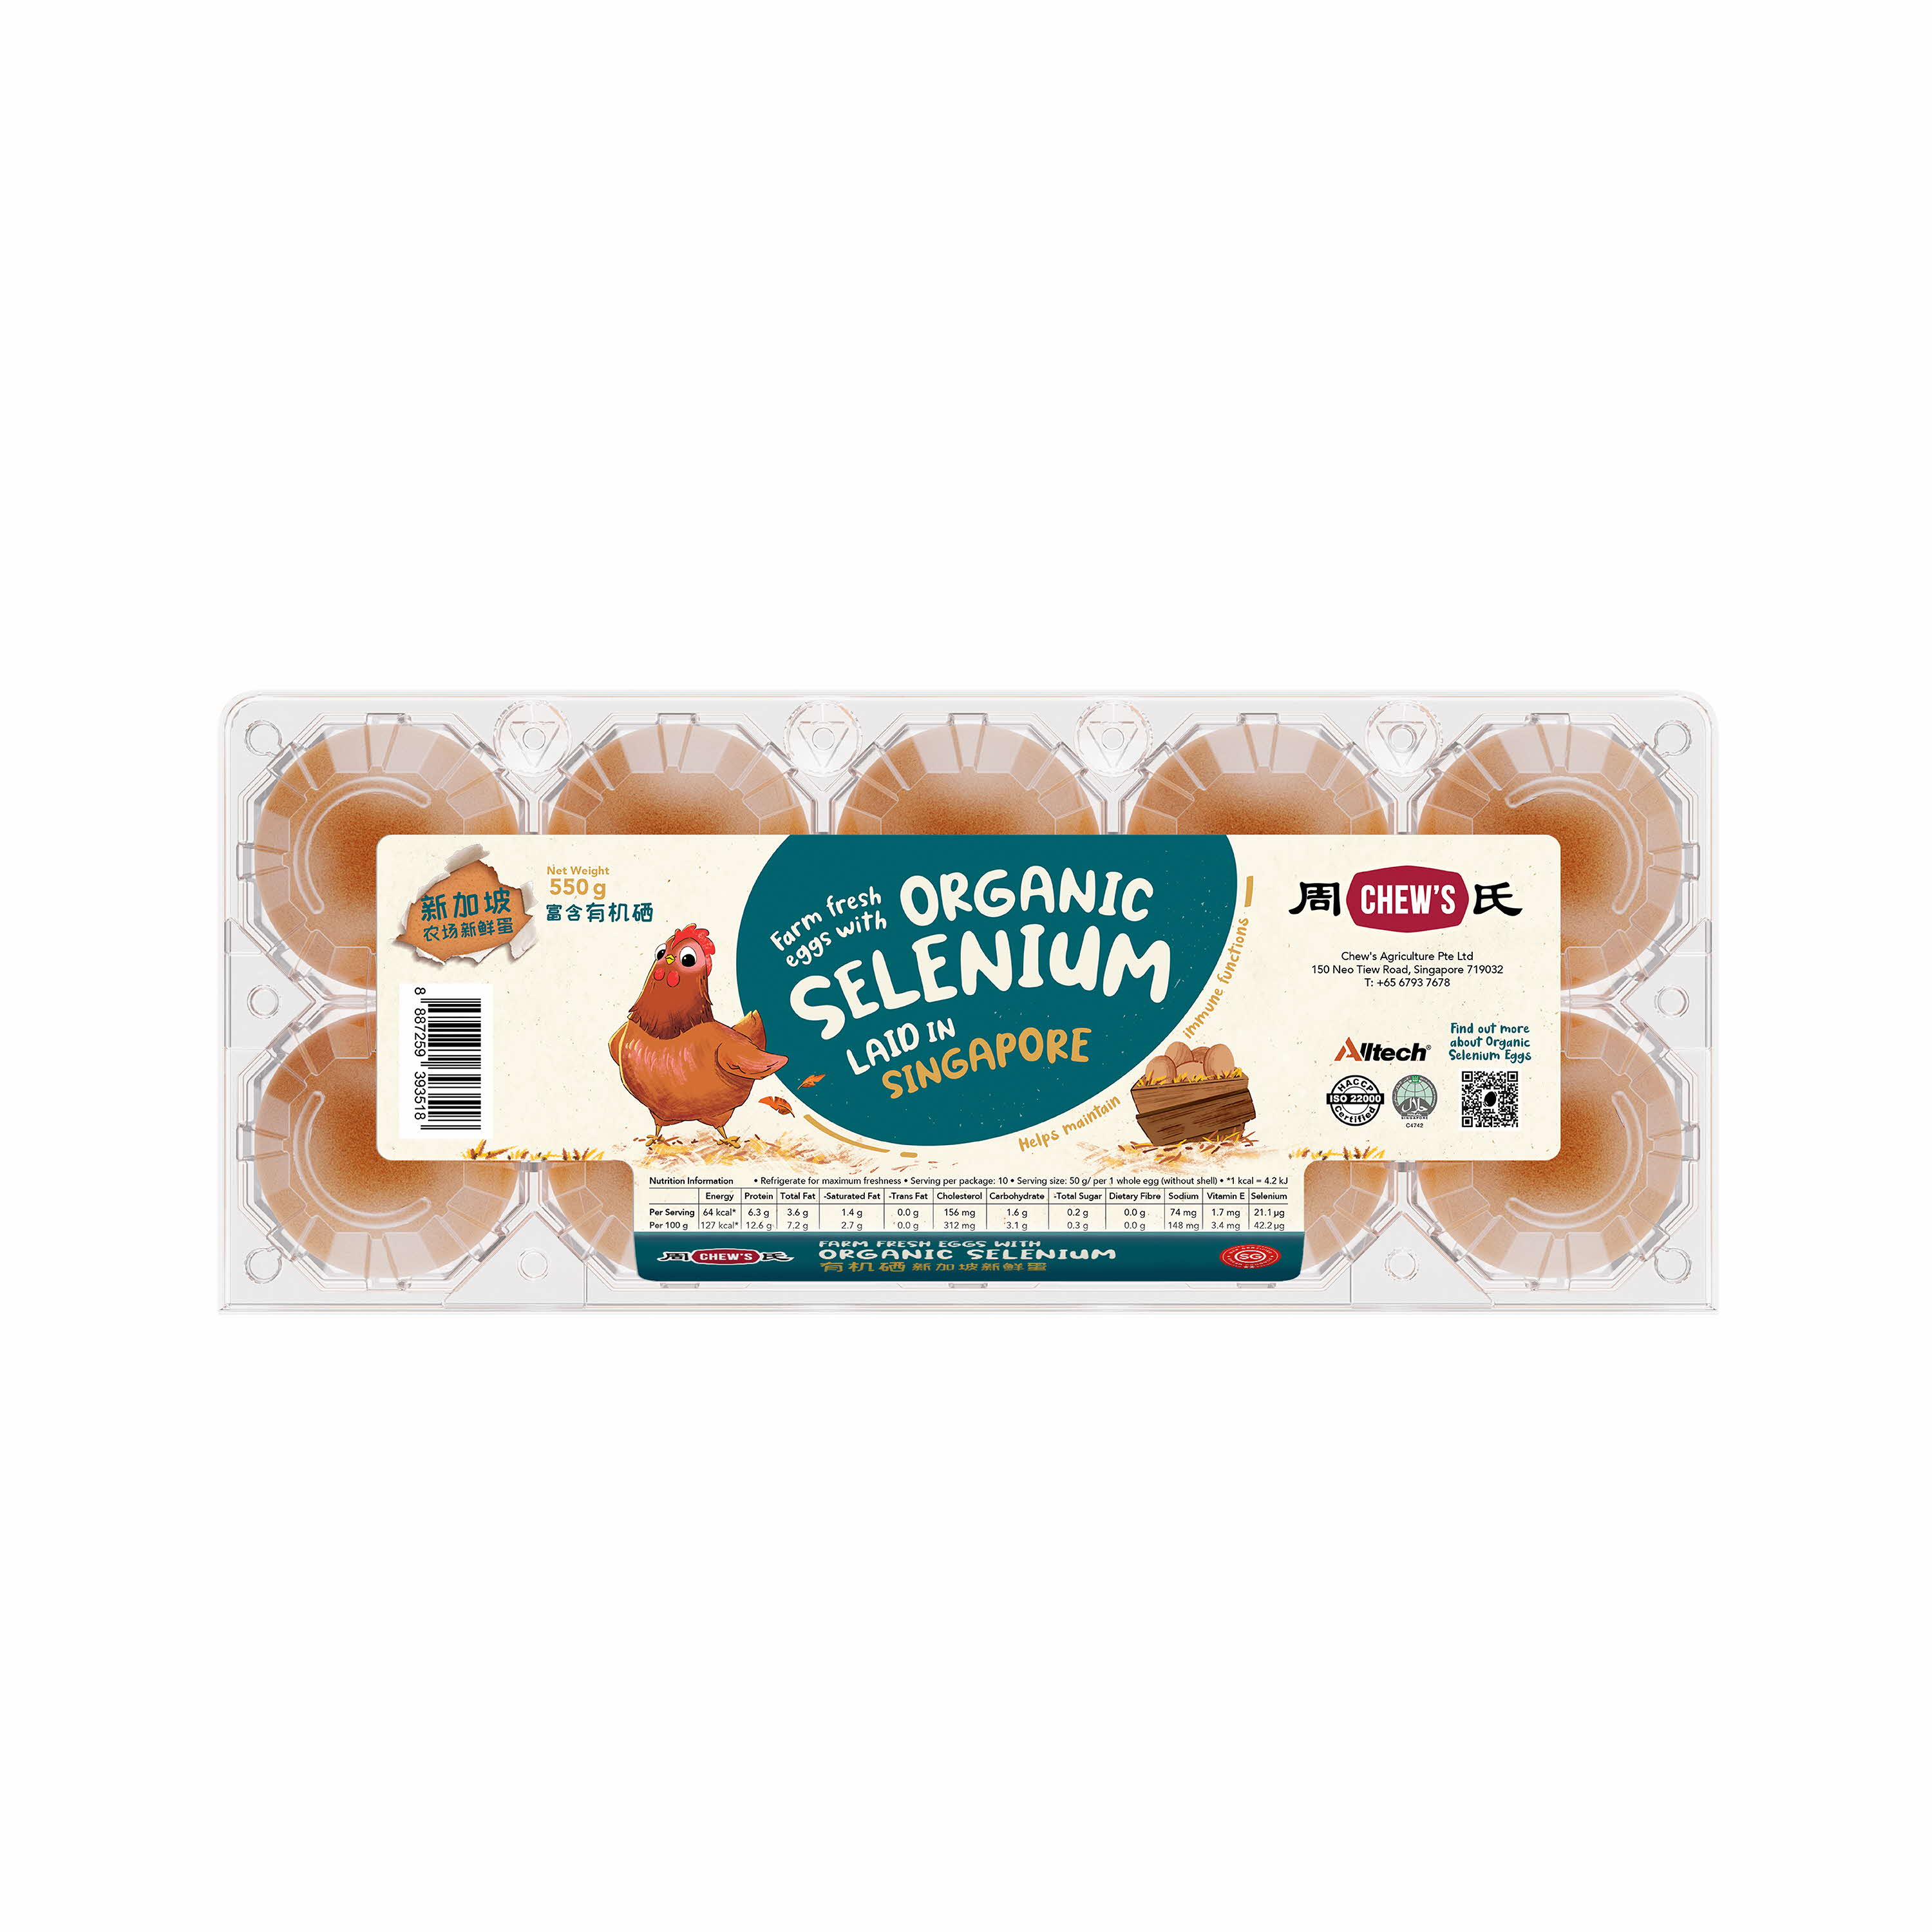 新加坡
农场新鲜蛋
Net Weight
550 g
富含有机硒
8 887259 393518
Farm fresh
eggs with
ORGANIC
SELENIUM
LAID IN
SINGAPORE
Helps maintain immune functions
周 CHEW'S 氏
Chew's Agriculture Pte Ltd
150 Neo Tiew Road, Singapore 719032
T: +65 6793 7678
Alltech®
Find out more
about Organic
Selenium Eggs
HACCP
ISO 22000
Certified
حلال
SINGAPORE
C4742
Nutrition Information • Refrigerate for maximum freshness • Serving per package: 10 • Serving size: 50 g/ per 1 whole egg (without shell) • *1 kcal = 4.2 kJ
Energy Protein Total Fat -Saturated Fat -Trans Fat Cholesterol Carbohydrate -Total Sugar Dietary Fibre Sodium Vitamin E Selenium
Per Serving 64 kcal* 6.3 g 3.6 g 1.4 g 0.0 g 156 mg 1.6 g 0.2 g 0.0 g 74 mg 1.7 mg 21.1 µg
Per 100 g 127 kcal* 12.6 g 7.2 g 2.7 g 0.0 g 312 mg 3.1 g 0.3 g 0.0 g 148 mg 3.4 mg 42.2 µg
周 CHEW'S 氏
FARM FRESH EGGS WITH
ORGANIC SELENIUM
有机硒新加坡新鲜蛋
SG